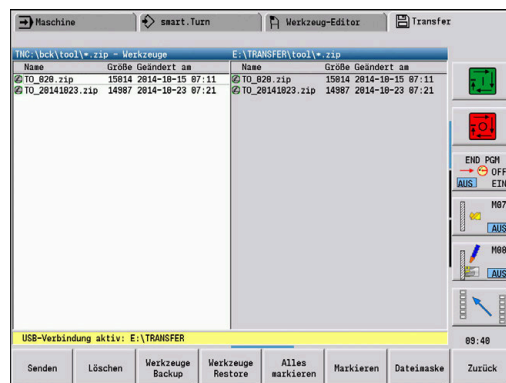 Maschine smart.Turn Werkzeug-Editor Transfer
TNC:\bck\tool\*.zip - Werkzeuge E:\TRANSFER\tool\*.zip
Name Größe Geändert am Name Größe Geändert am
TO_020.zip 15014 2014-10-15 07:11 TO_020.zip 15014 2014-10-15 07:11
TO_20141023.zip 14987 2014-10-23 07:21 TO_20141023.zip 14987 2014-10-23 07:21
END PGM
OFF
AUS EIN
M07
AUS
M08
AUS
USB-Verbindung aktiv: E:\TRANSFER
09:40
Senden Löschen Werkzeuge Backup Werkzeuge Restore Alles markieren Markieren Dateimaske Zurück